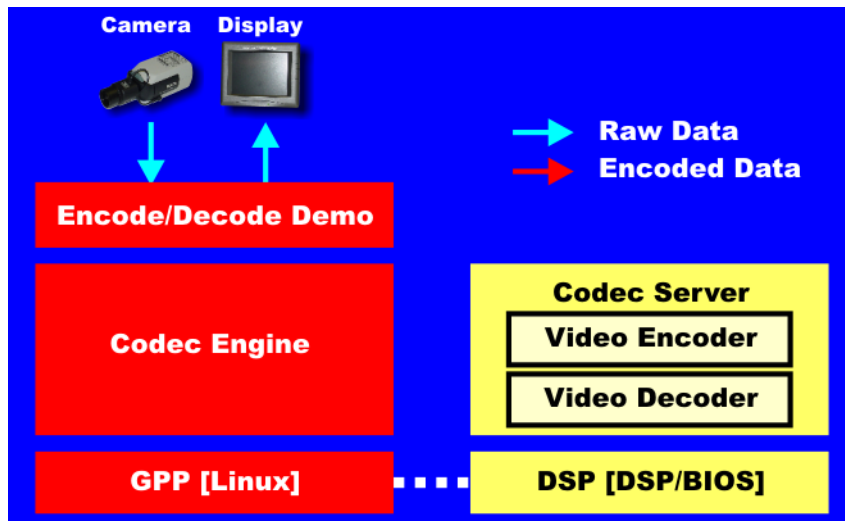 Camera Display
Raw Data
Encoded Data
Encode/Decode Demo
Codec Engine
Codec Server
Video Encoder
Video Decoder
GPP [Linux]
DSP [DSP/BIOS]